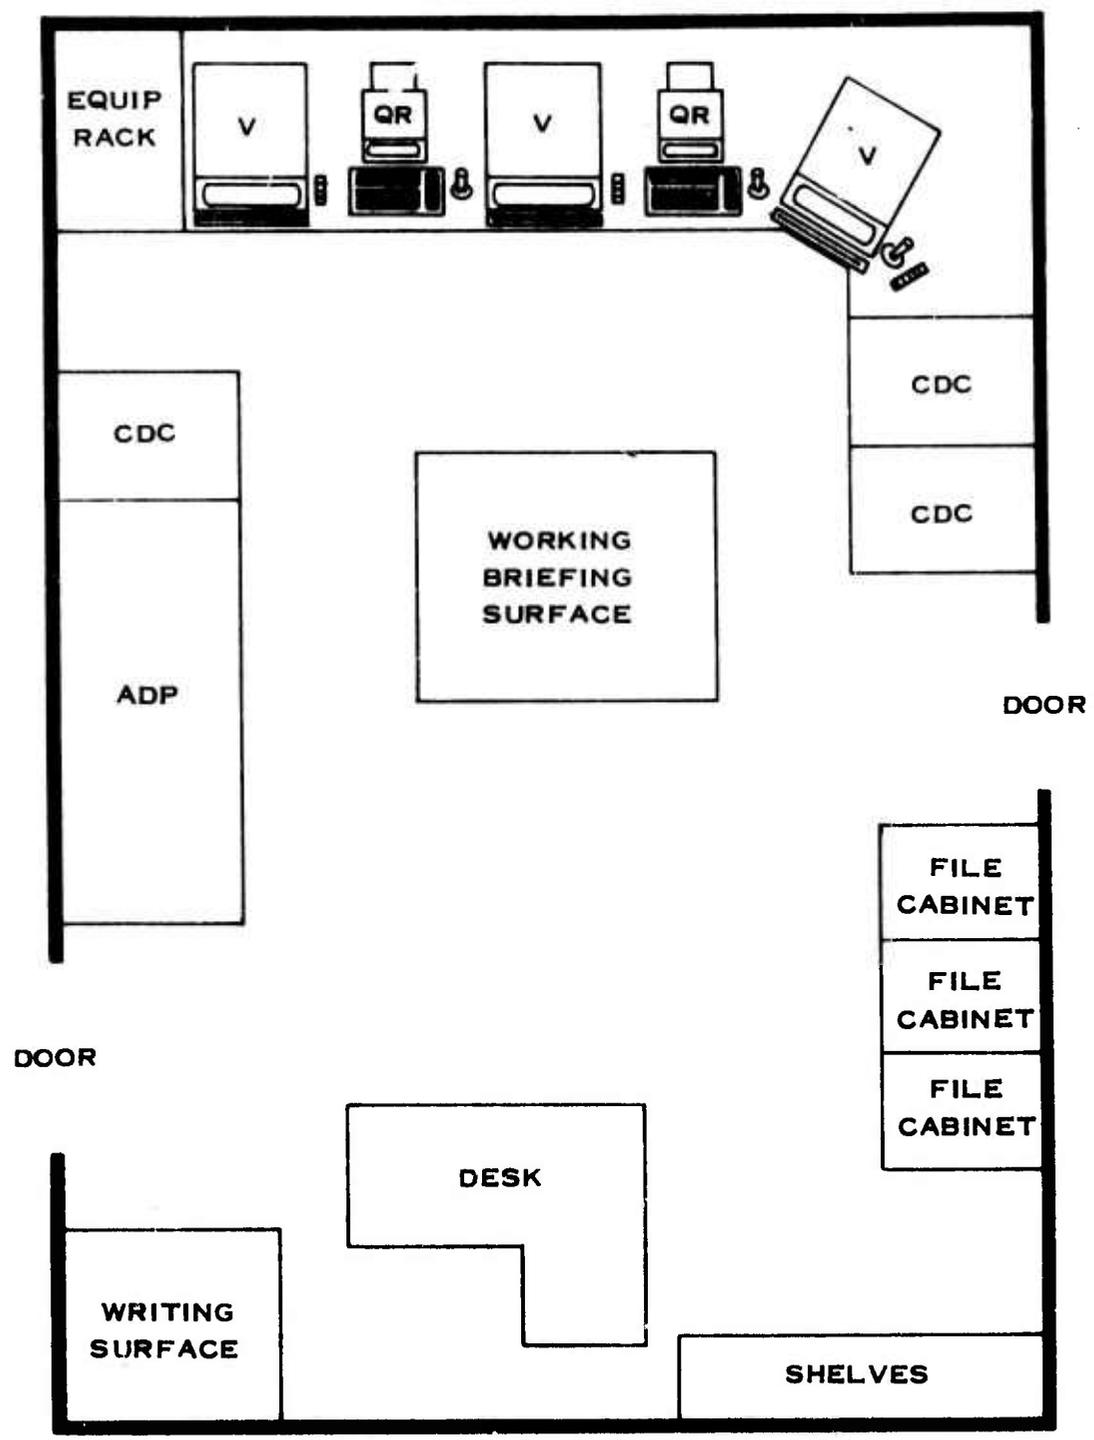 EQUIP
RACK
V
QR
V
QR
V
CDC
CDC
CDC
WORKING
BRIEFING
SURFACE
ADP
DOOR
FILE
CABINET
FILE
CABINET
DOOR
FILE
CABINET
DESK
WRITING
SURFACE
SHELVES